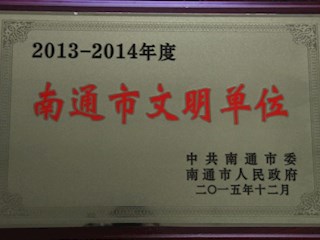 2013-2014年度
南通市文明单位
中共南通市委
南通市人民政府
二〇一五年十二月